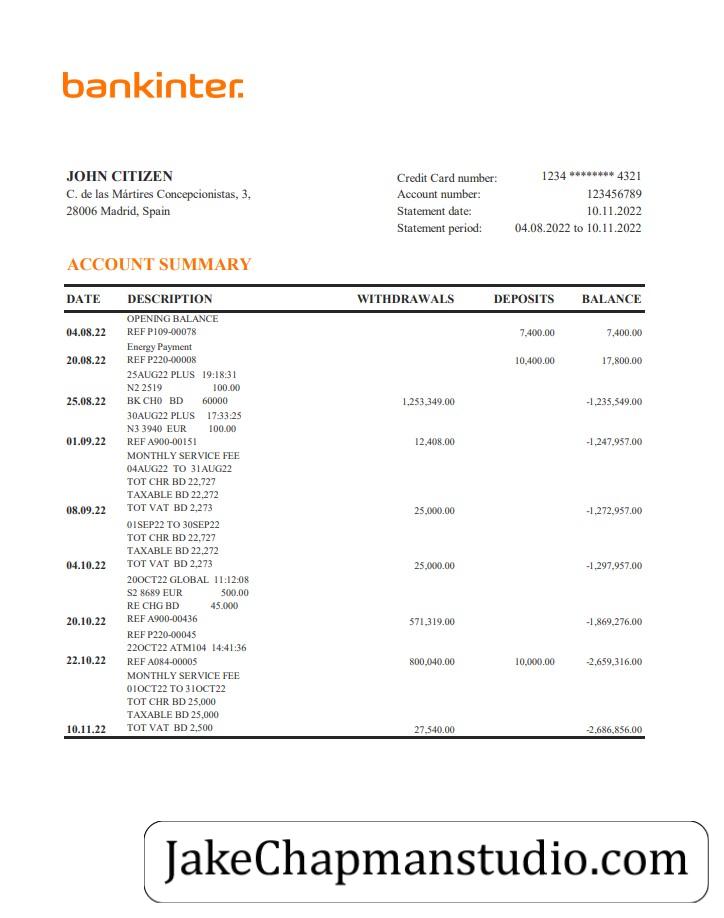 bankinter.
JOHN CITIZEN
C. de las Mártires Concepcionistas, 3,
28006 Madrid, Spain
Credit Card number: 1234 ******** 4321
Account number: 123456789
Statement date: 10.11.2022
Statement period: 04.08.2022 to 10.11.2022
ACCOUNT SUMMARY
DATE DESCRIPTION WITHDRAWALS DEPOSITS BALANCE
OPENING BALANCE
04.08.22 REF P109-00078 7,400.00 7,400.00
Energy Payment
20.08.22 REF P220-00008 10,400.00 17,800.00
25AUG22 PLUS 19:18:31
N2 2519 100.00
25.08.22 BK CH0 BD 60000 1,253,349.00 -1,235,549.00
30AUG22 PLUS 17:33:25
N3 3940 EUR 100.00
01.09.22 REF A900-00151 12,408.00 -1,247,957.00
MONTHLY SERVICE FEE
04AUG22 TO 31AUG22
TOT CHR BD 22,727
TAXABLE BD 22,272
08.09.22 TOT VAT BD 2,273 25,000.00 -1,272,957.00
01SEP22 TO 30SEP22
TOT CHR BD 22,727
TAXABLE BD 22,272
04.10.22 TOT VAT BD 2,273 25,000.00 -1,297,957.00
20OCT22 GLOBAL 11:12:08
S2 8689 EUR 500.00
RE CHG BD 45.000
20.10.22 REF A900-00436 571,319.00 -1,869,276.00
REF P220-00045
22OCT22 ATM104 14:41:36
22.10.22 REF A084-00005 800,040.00 10,000.00 -2,659,316.00
MONTHLY SERVICE FEE
01OCT22 TO 31OCT22
TOT CHR BD 25,000
TAXABLE BD 25,000
10.11.22 TOT VAT BD 2,500 27,540.00 -2,686,856.00
JakeChapmanstudio.com